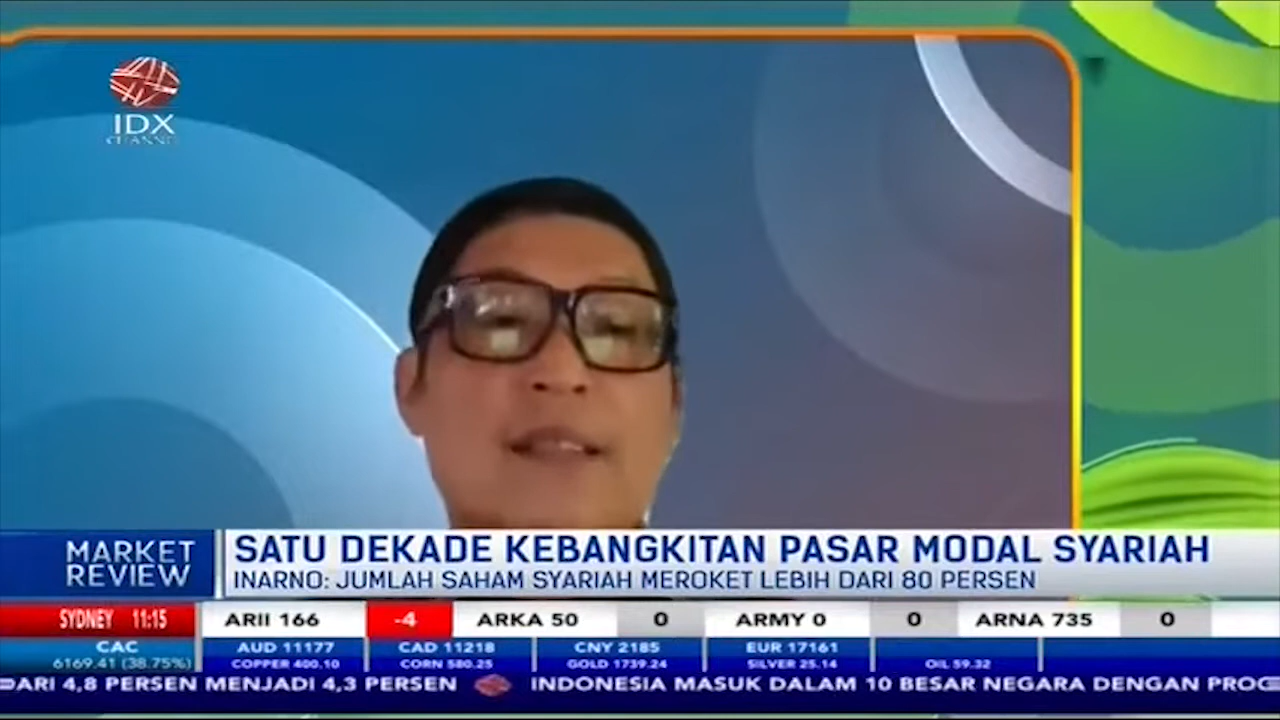 IDX
CHANNEL
MARKET
REVIEW
SATU DEKADE KEBANGKITAN PASAR MODAL SYARIAH
INARNO: JUMLAH SAHAM SYARIAH MEROKET LEBIH DARI 80 PERSEN
SYDNEY 11:15
ARII 166 -4 ARKA 50 0 ARMY 0 0 ARNA 735 0
CAC
6169.41 (38.75%)
AUD 11177 CAD 11218 CNY 2185 EUR 17161
COPPER 400.10 CORN 580.25 GOLD 1739.24 SILVER 25.14 OIL 59.32
DARI 4,8 PERSEN MENJADI 4,3 PERSEN INDONESIA MASUK DALAM 10 BESAR NEGARA DENGAN PROG